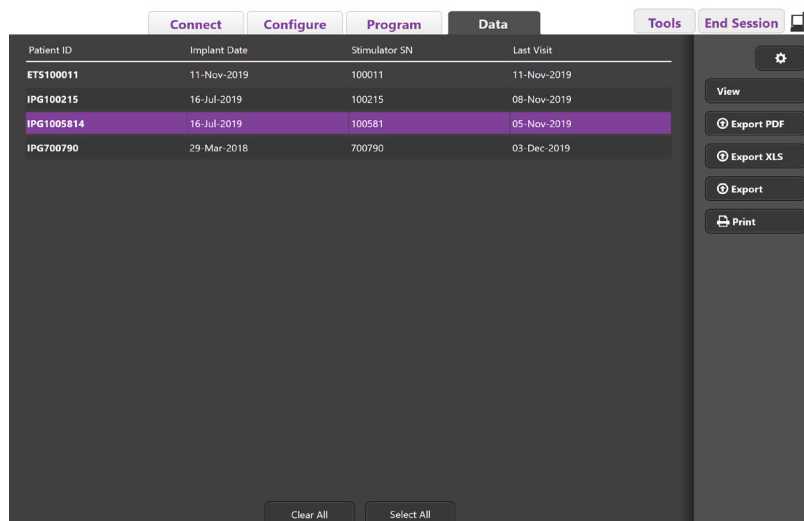 Connect Configure Program Data Tools End Session
Patient ID Implant Date Stimulator SN Last Visit
ETS100011 11-Nov-2019 100011 11-Nov-2019
IPG100215 16-Jul-2019 100215 08-Nov-2019
IPG1005814 16-Jul-2019 100581 05-Nov-2019
IPG700790 29-Mar-2018 700790 03-Dec-2019
View
Export PDF
Export XLS
Export
Print
Clear All Select All